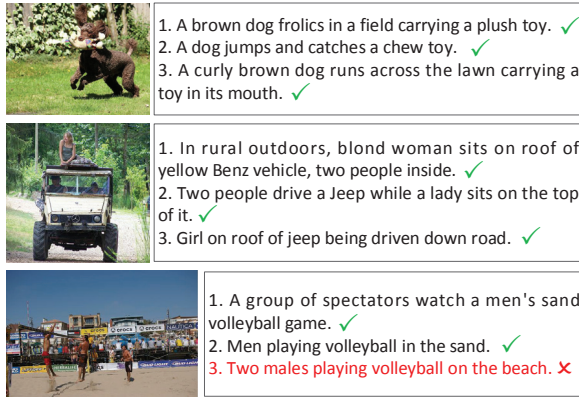 1. A brown dog frolics in a field carrying a plush toy. ✓
2. A dog jumps and catches a chew toy. ✓
3. A curly brown dog runs across the lawn carrying a
toy in its mouth. ✓
1. In rural outdoors, blond woman sits on roof of
yellow Benz vehicle, two people inside. ✓
2. Two people drive a Jeep while a lady sits on the top
of it. ✓
3. Girl on roof of jeep being driven down road. ✓
crocs
crocs
1. A group of spectators watch a men's sand
volleyball game. ✓
2. Men playing volleyball in the sand. ✓
3. Two males playing volleyball on the beach. ✗